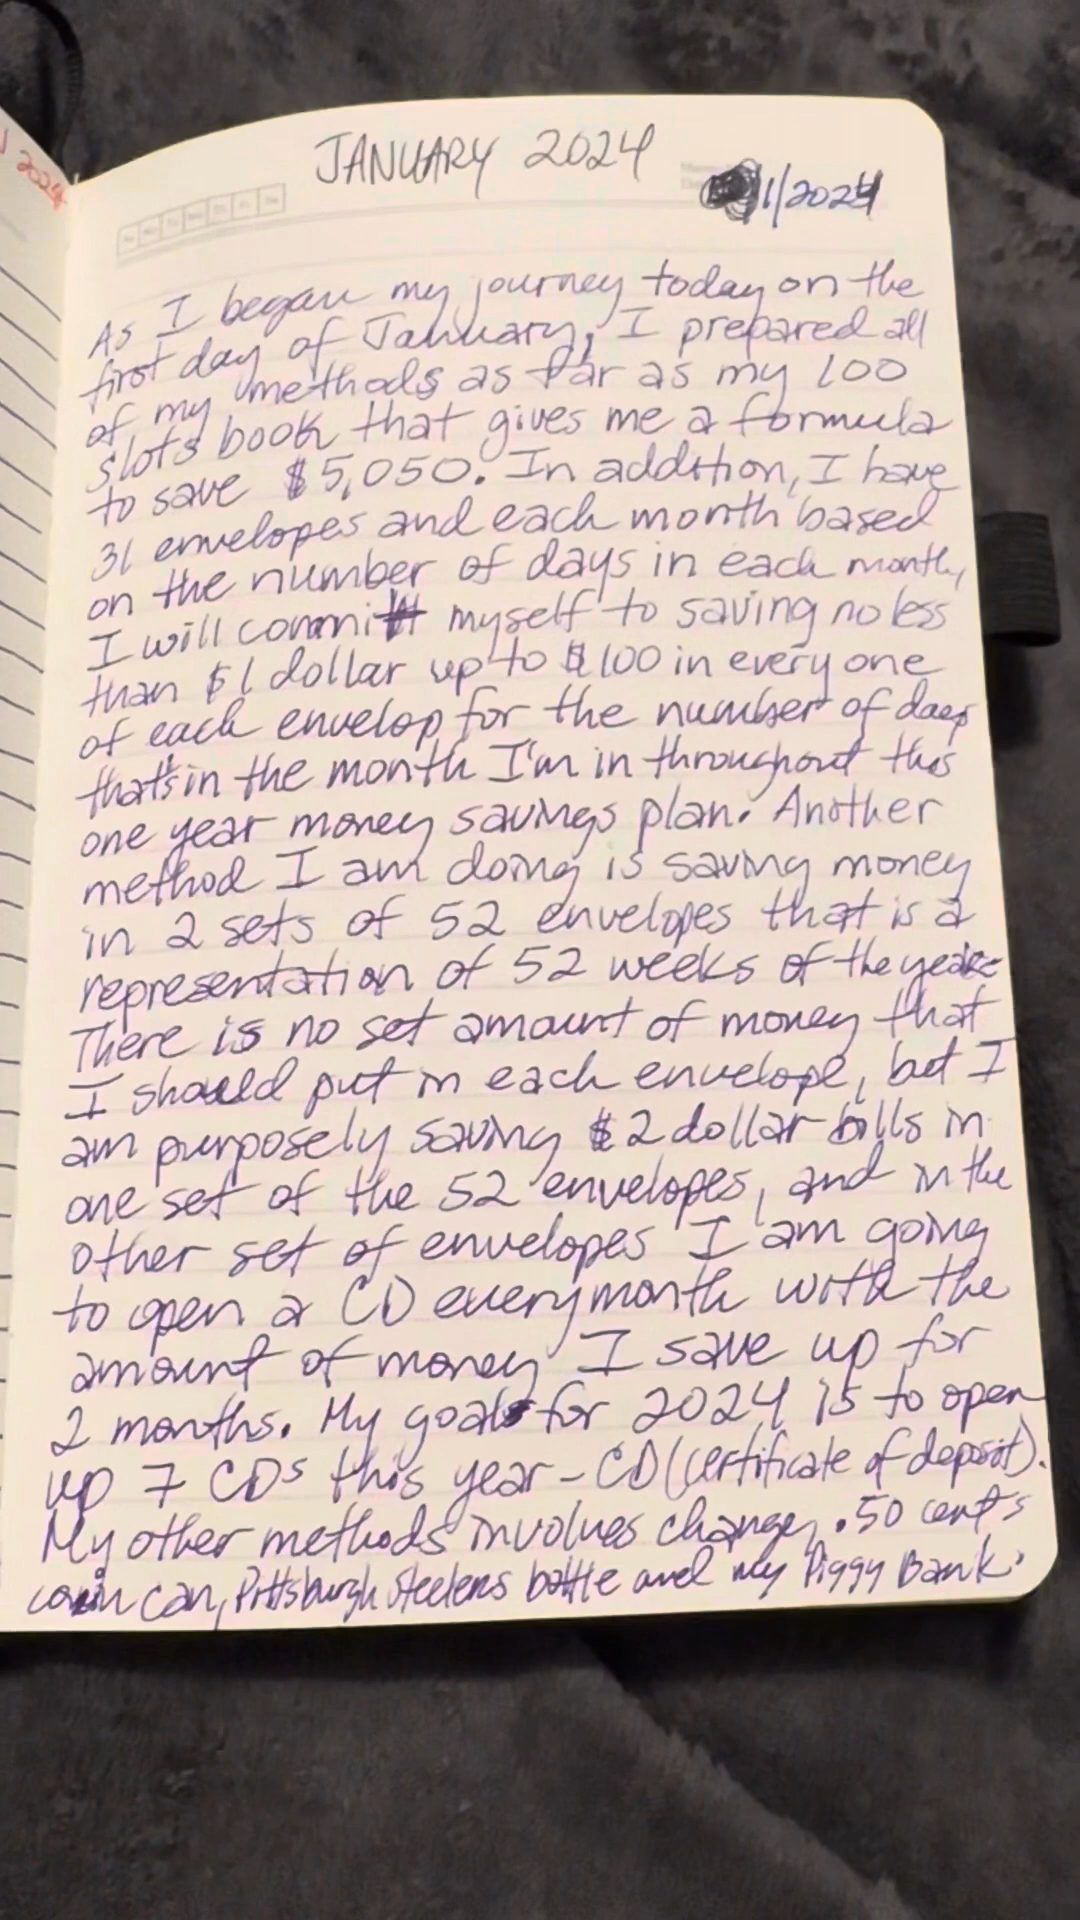 JANUARY 2024
1/2024
As I began my journey today on the
first day of January, I prepared all
of my methods as far as my 100
slots book that gives me a formula
to save $5,050. In addition, I have
31 envelopes and each month based
on the number of days in each month,
I will commit myself to saving no less
than $1 dollar up to $100 in every one
of each envelop for the number of days
that's in the month I'm in throughout this
one year money savings plan. Another
method I am doing is saving money
in 2 sets of 52 envelopes that is a
representation of 52 weeks of the year.
There is no set amount of money that
I should put in each envelope, but I
am purposely saving $2 dollar bills in
one set of the 52 envelopes, and in the
other set of envelopes I am going
to open a CD every month with the
amount of money I save up for
2 months. My goal for 2024 is to open
up 7 CDs this year - CD (certificate of deposit).
My other methods involves change, .50 cents
coin can, Pittsburgh Steelers bottle and my Piggy Bank.